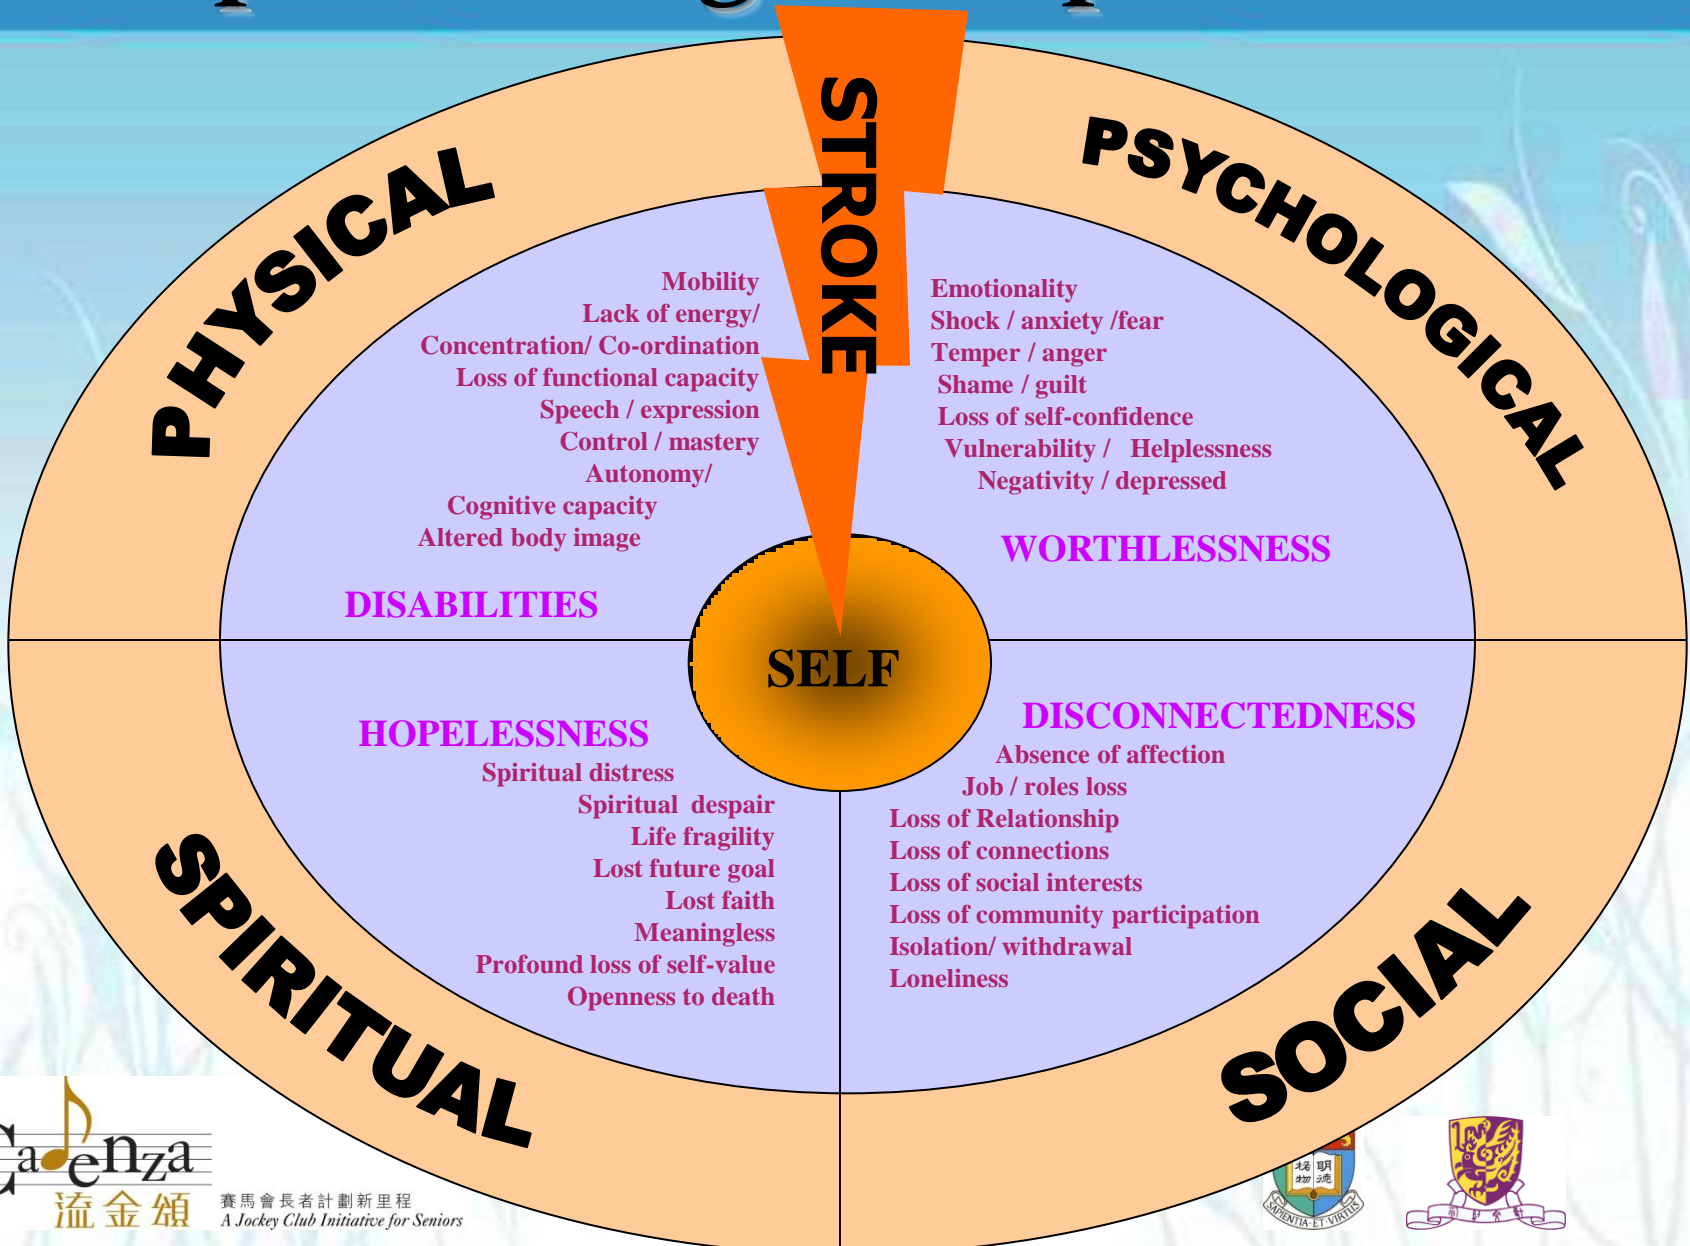 STROKE
PHYSICAL
PSYCHOLOGICAL
Mobility
Lack of energy/
Concentration/ Co-ordination
Loss of functional capacity
Speech / expression
Control / mastery
Autonomy/
Cognitive capacity
Altered body image
DISABILITIES
Emotionality
Shock / anxiety /fear
Temper / anger
Shame / guilt
Loss of self-confidence
Vulnerability / Helplessness
Negativity / depressed
WORTHLESSNESS
SELF
HOPELESSNESS
Spiritual distress
Spiritual despair
Life fragility
Lost future goal
Lost faith
Meaningless
Profound loss of self-value
Openness to death
DISCONNECTEDNESS
Absence of affection
Job / roles loss
Loss of Relationship
Loss of connections
Loss of social interests
Loss of community participation
Isolation/ withdrawal
Loneliness
SPIRITUAL
SOCIAL
Cadenza
流金頌
賽馬會長者計劃新里程
A Jockey Club Initiative for Seniors
明德
格物
SAPIENTIA·ET·VIRTUS